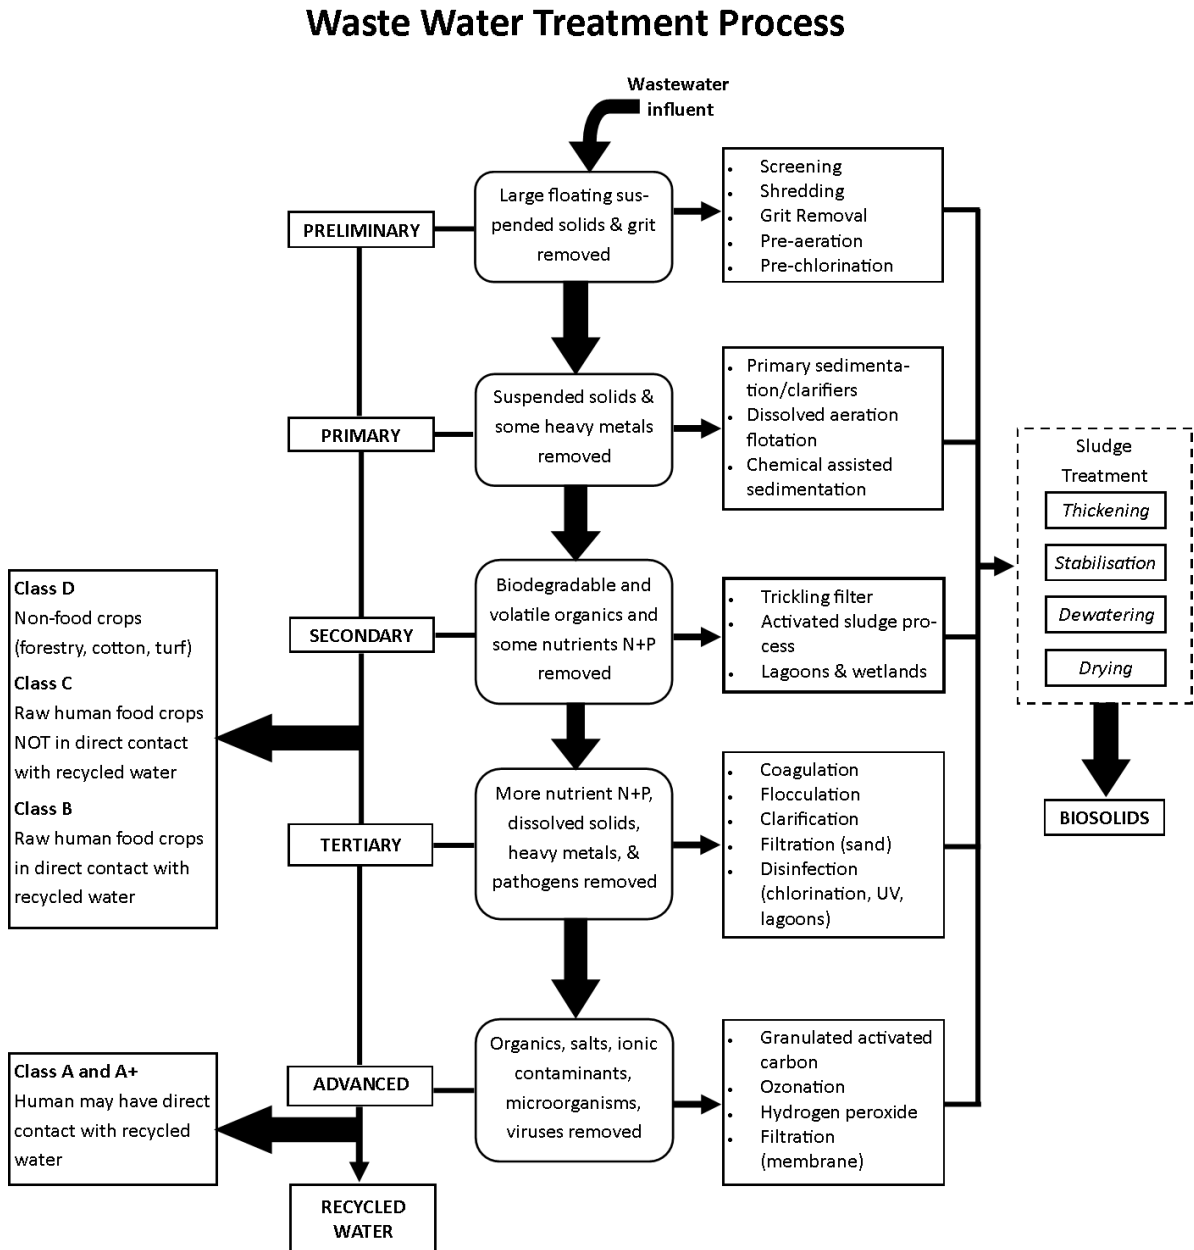 Waste Water Treatment Process
Wastewater
influent
PRELIMINARY
Large floating sus-
pended solids & grit
removed
• Screening
• Shredding
• Grit Removal
• Pre-aeration
• Pre-chlorination
PRIMARY
Suspended solids &
some heavy metals
removed
• Primary sedimenta-
tion/clarifiers
• Dissolved aeration
flotation
• Chemical assisted
sedimentation
SECONDARY
Biodegradable and
volatile organics and
some nutrients N+P
removed
• Trickling filter
• Activated sludge pro-
cess
• Lagoons & wetlands
Class D
Non-food crops
(forestry, cotton, turf)
Class C
Raw human food crops
NOT in direct contact
with recycled water
Class B
Raw human food crops
in direct contact with
recycled water
TERTIARY
More nutrient N+P,
dissolved solids,
heavy metals, &
pathogens removed
• Coagulation
• Flocculation
• Clarification
• Filtration (sand)
• Disinfection
(chlorination, UV,
lagoons)
Class A and A+
Human may have direct
contact with recycled
water
ADVANCED
Organics, salts, ionic
contaminants,
microorganisms,
viruses removed
• Granulated activated
carbon
• Ozonation
• Hydrogen peroxide
• Filtration
(membrane)
RECYCLED
WATER
Sludge
Treatment
Thickening
Stabilisation
Dewatering
Drying
BIOSOLIDS